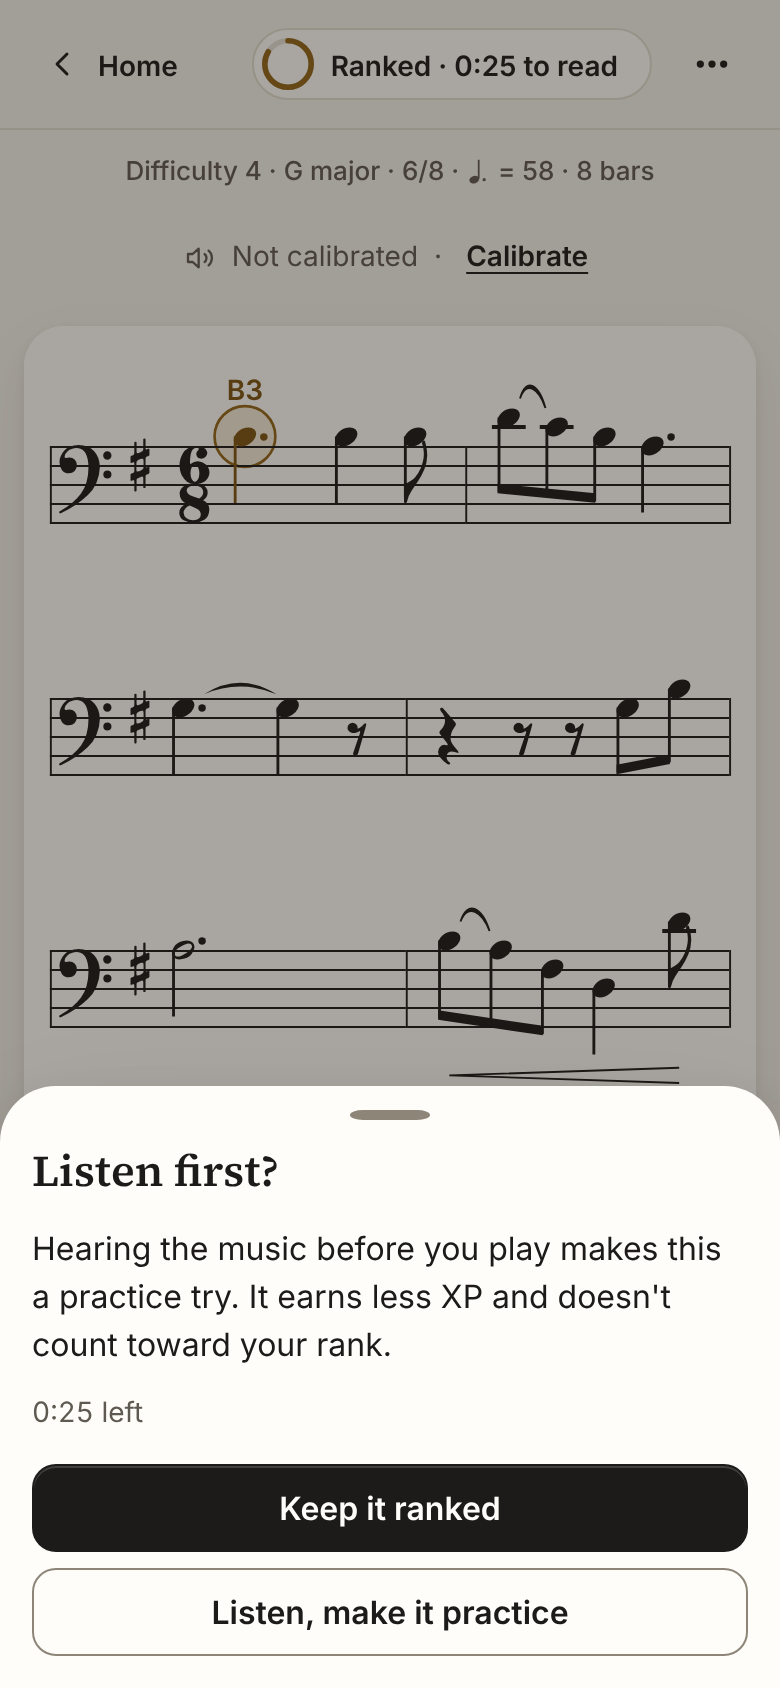 Home
Ranked · 0:25 to read
Difficulty 4 · G major · 6/8 · ♩. = 58 · 8 bars
Not calibrated · Calibrate
B3
6
8
Listen first?
Hearing the music before you play makes this
a practice try. It earns less XP and doesn't
count toward your rank.
0:25 left
Keep it ranked
Listen, make it practice